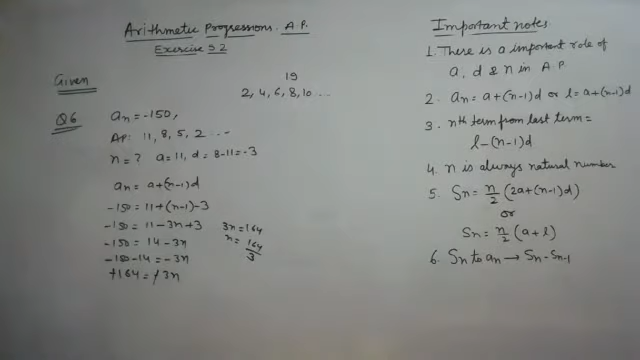 Arithmetic Progressions. A.P.
Exercise 5.2
Given
19
2, 4, 6, 8, 10 ...
Q6 an = -150,
AP: 11, 8, 5, 2 ...
n = ? a = 11, d = 8-11 = -3
an = a+(n-1)d
-150 = 11+(n-1)-3
-150 = 11-3n+3
-150 = 14-3n
-150-14 = -3n
+164 = +3n
3n = 164
n = 164/3
Important notes.
1. There is a important role of
a, d & n in A.P
2. an = a+(n-1)d or l = a+(n-1)d
3. nth term from last term =
l-(n-1)d
4. n is always natural number
5. Sn = n/2 (2a+(n-1)d)
or
Sn = n/2 (a+l)
6. Sn to an → Sn-Sn-1